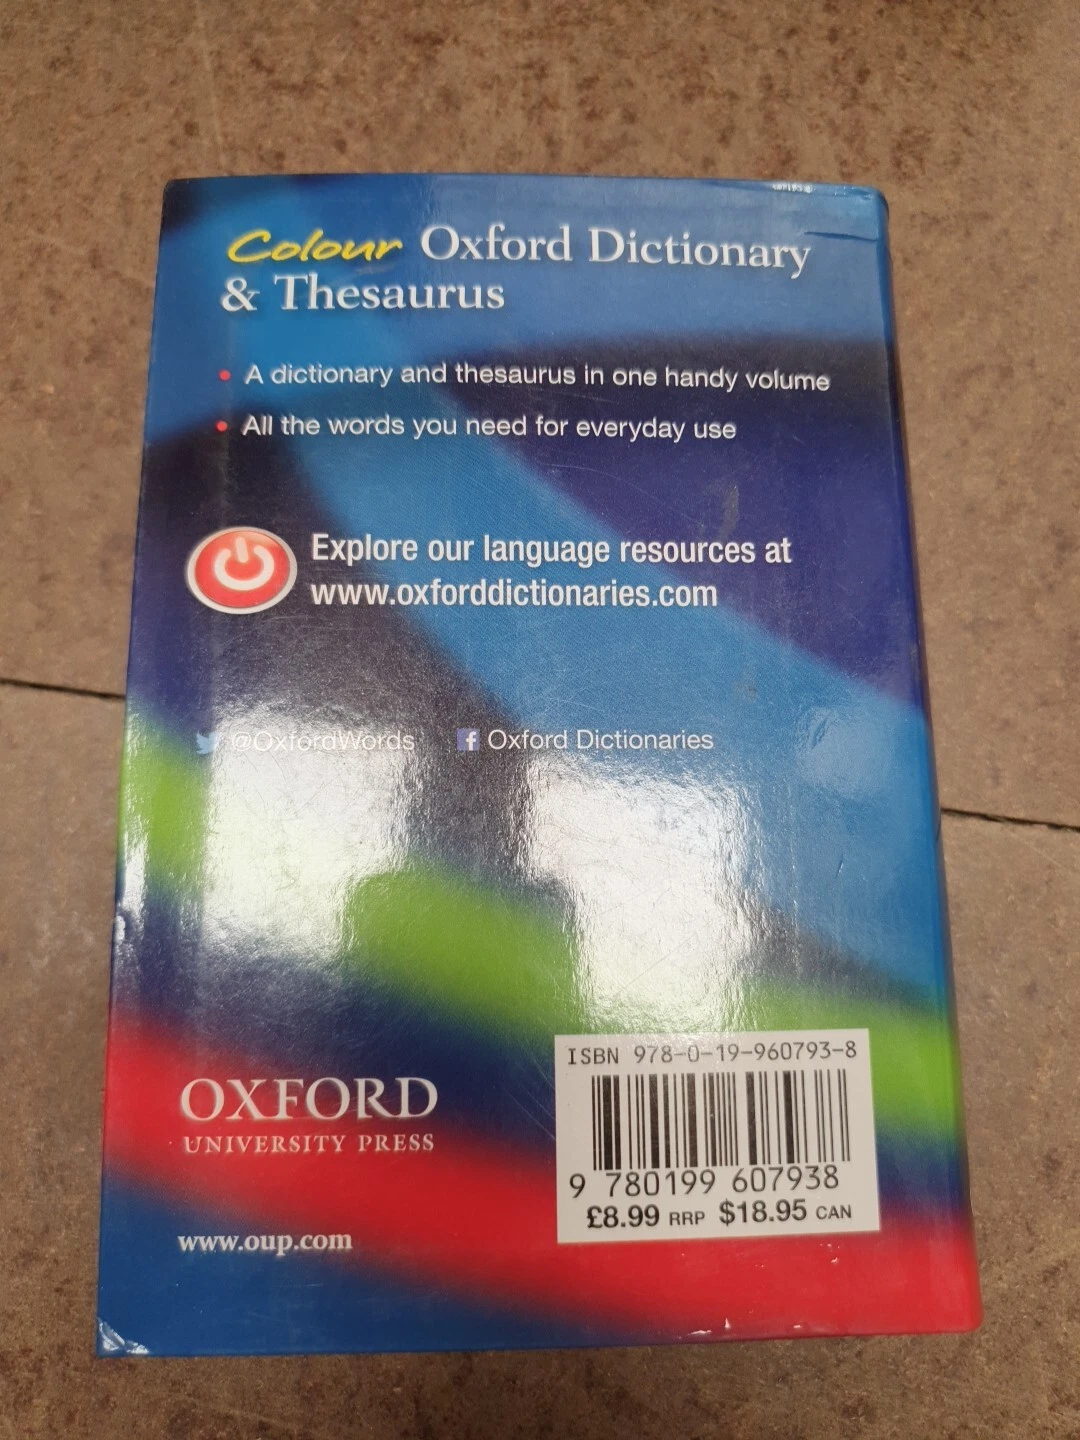 Colour Oxford Dictionary
& Thesaurus
• A dictionary and thesaurus in one handy volume
• All the words you need for everyday use
Explore our language resources at
www.oxforddictionaries.com
@OxfordWords f Oxford Dictionaries
ISBN 978-0-19-960793-8
9 780199 607938
£8.99 RRP $18.95 CAN
OXFORD
UNIVERSITY PRESS
www.oup.com